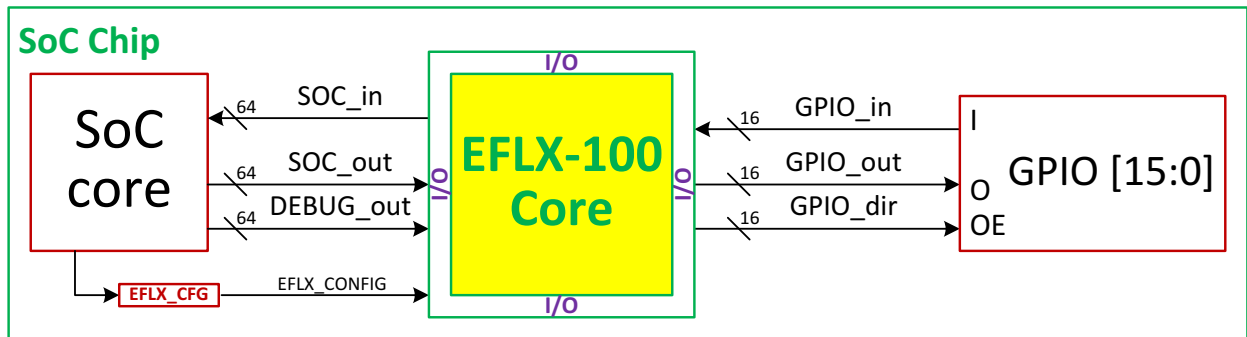 SoC Chip
SoC
core
64
SOC_in
64
SOC_out
64
DEBUG_out
EFLX_CFG
EFLX_CONFIG
I/O
I/O
EFLX-100
Core
I/O
I/O
16
GPIO_in
16
GPIO_out
16
GPIO_dir
I
O
OE
GPIO [15:0]